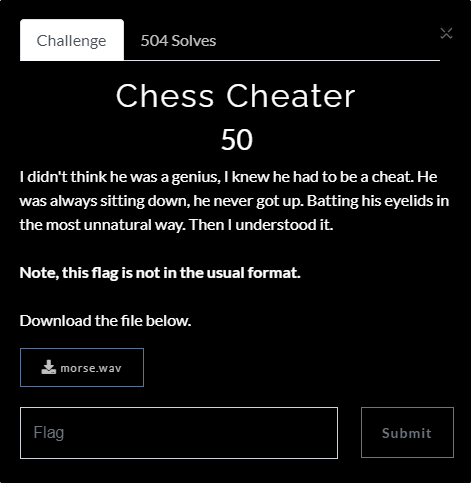 Challenge
504 Solves
Chess Cheater
50
I didn't think he was a genius, I knew he had to be a cheat. He
was always sitting down, he never got up. Batting his eyelids in
the most unnatural way. Then I understood it.
Note, this flag is not in the usual format.
Download the file below.
morse.wav
Flag
Submit